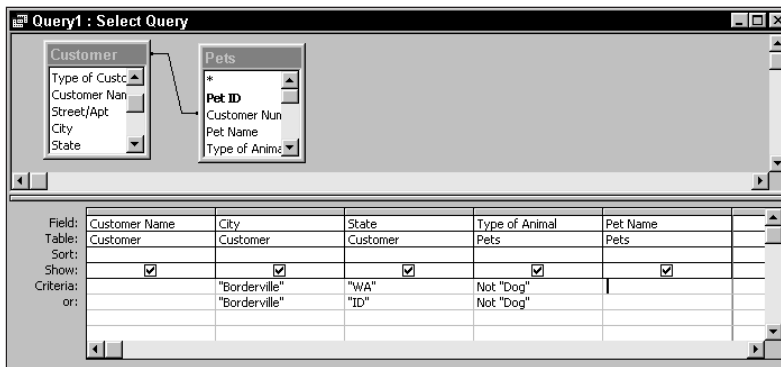 Query1 : Select Query
Customer
Type of Custc
Customer Nan
Street/Apt
City
State
Pets
*
Pet ID
Customer Nun
Pet Name
Type of Anima
Field: Customer Name City State Type of Animal Pet Name
Table: Customer Customer Customer Pets Pets
Sort:
Show:
Criteria: "Borderville" "WA" Not "Dog"
or: "Borderville" "ID" Not "Dog"